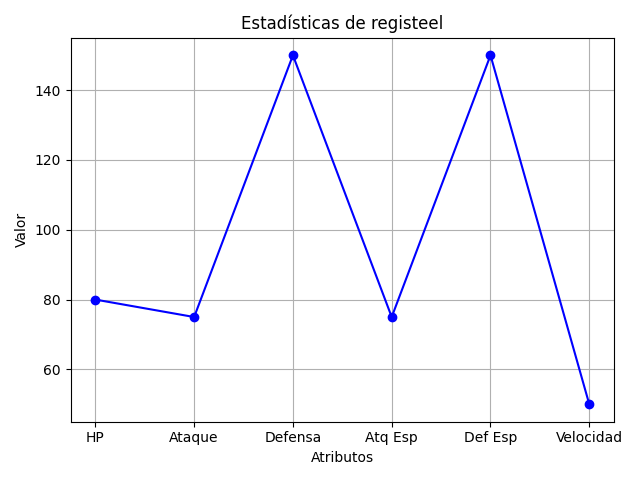 Estadísticas de registeel
Valor
140
120
100
80
60
HP Ataque Defensa Atq Esp Def Esp Velocidad
Atributos